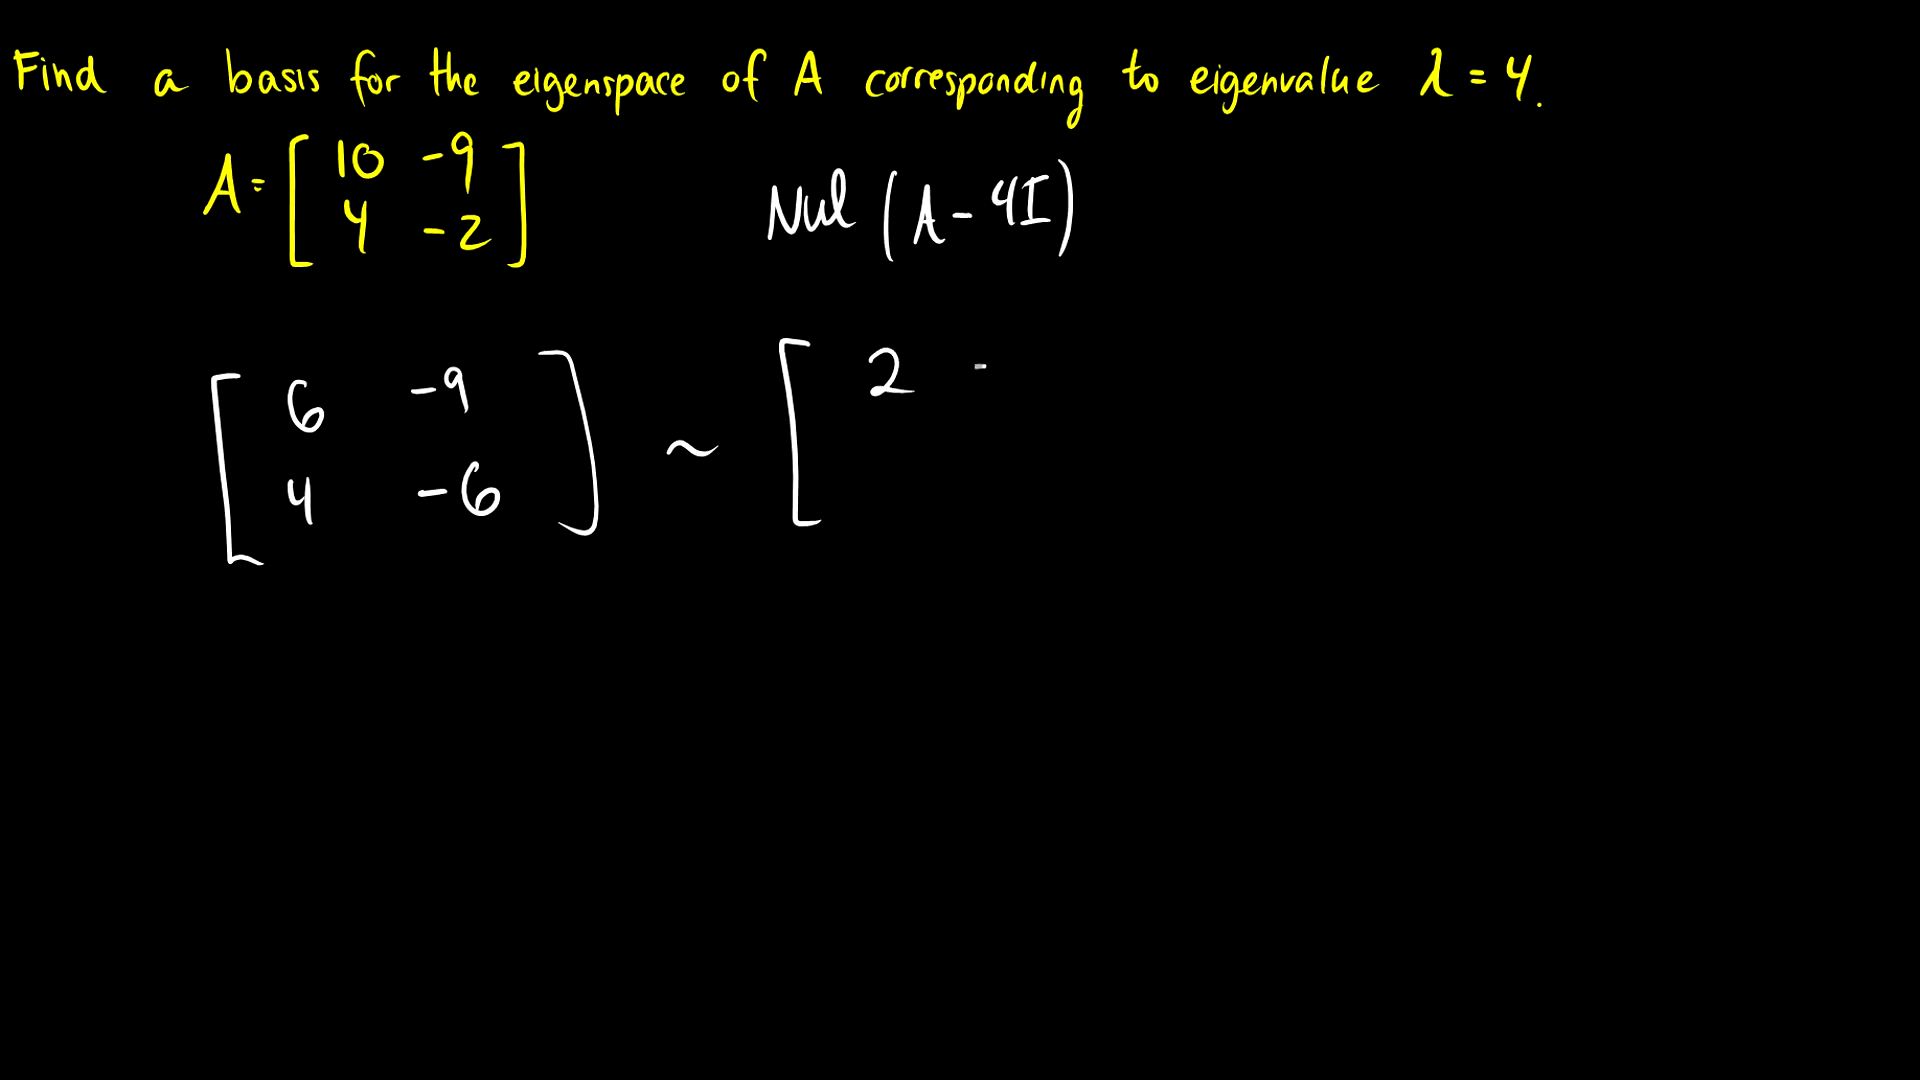 Find a basis for the eigenspace of A corresponding to eigenvalue λ = 4.
A = [ 10 -9
4 -2 ]
Nul (A - 4I)
[ 6 -9
4 -6 ] ~ [ 2 -